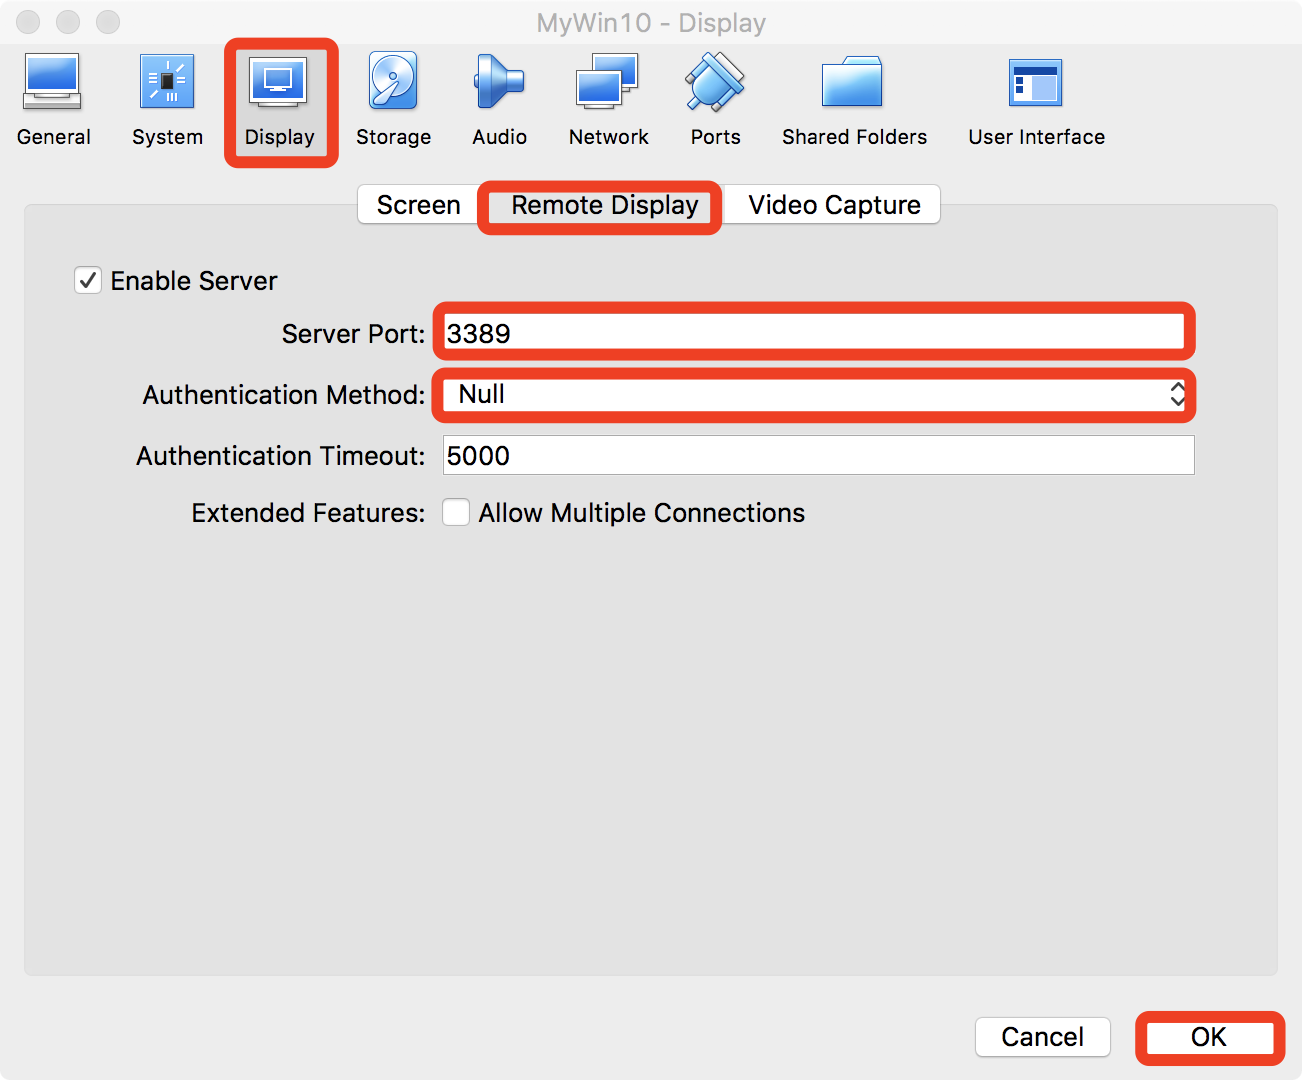 MyWin10 - Display
General System Display Storage Audio Network Ports Shared Folders User Interface
Screen Remote Display Video Capture
Enable Server
Server Port: 3389
Authentication Method: Null
Authentication Timeout: 5000
Extended Features: Allow Multiple Connections
Cancel OK